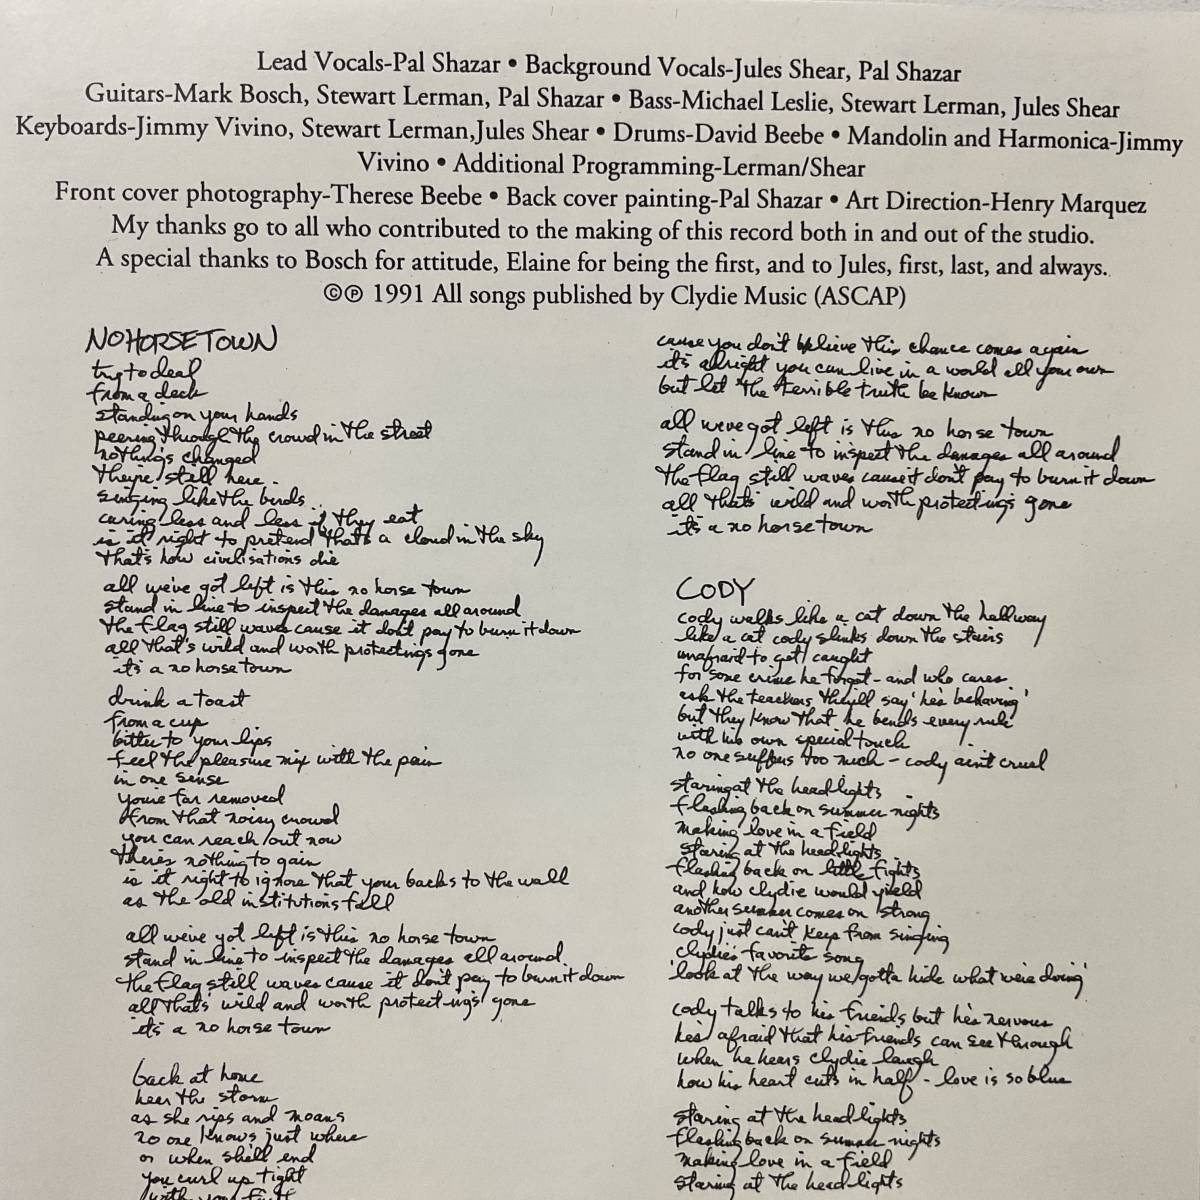 Lead Vocals-Pal Shazar • Background Vocals-Jules Shear, Pal Shazar
Guitars-Mark Bosch, Stewart Lerman, Pal Shazar • Bass-Michael Leslie, Stewart Lerman, Jules Shear
Keyboards-Jimmy Vivino, Stewart Lerman,Jules Shear • Drums-David Beebe • Mandolin and Harmonica-Jimmy
Vivino • Additional Programming-Lerman/Shear
Front cover photography-Therese Beebe • Back cover painting-Pal Shazar • Art Direction-Henry Marquez
My thanks go to all who contributed to the making of this record both in and out of the studio.
A special thanks to Bosch for attitude, Elaine for being the first, and to Jules, first, last, and always.
©℗ 1991 All songs published by Clydie Music (ASCAP)
NO HORSE TOWN
try to deal
from a deck
standing on your hands
peering through the crowd in the street
nothing's changed
they're still here
singing like the birds
caring less and less if they eat
is it right to pretend that's a cloud in the sky
that's how civilisations die
all we've got left is this no horse town
stand in line to inspect the damages all around
the flag still waves cause it don't pay to burn it down
all that's wild and worth protecting's gone
it's a no horse town
drink a toast
from a cup
bitter to your lips
feel the pleasure mix with the pain
in one sense
you're far removed
from that noisy crowd
you can reach out now
there's nothing to gain
is it right to ignore that your backs to the wall
as the old institutions fall
all we've got left is this no horse town
stand in line to inspect the damages all around
the flag still waves cause it don't pay to burn it down
all that's wild and worth protecting's gone
it's a no horse town
back at home
hear the storm
as she rips and moans
no one knows just where
or when she'll end
you curl up tight
with your
cause you don't believe this chance comes again
it's allright you can live in a world all your own
but let the terrible truth be known
all we've got left is this no horse town
stand in line to inspect the damages all around
the flag still waves cause it don't pay to burn it down
all that's wild and worth protecting's gone
it's a no horse town
CODY
cody walks like a cat down the hallway
like a cat cody slinks down the stairs
unafraid to get caught
for some crime he forgot - and who cares
ask the teachers they'll say 'he's behaving'
but they know that he bends every rule
with his own special touch
no one suffers too much - cody ain't cruel
staring at the headlights
flashing back on summer nights
making love in a field
staring at the headlights
flashing back on little fights
and how clydie would yield
another summer comes on strong
cody just can't keep from singing
clydie's favorite song
'look at the way we gotta hide what we're doing'
cody talks to his friends but he's nervous
he's afraid that his friends can see through
when he hears clydie laugh
how his heart cuts in half - love is so blue
staring at the headlights
flashing back on summer nights
making love in a field
staring at the headlights